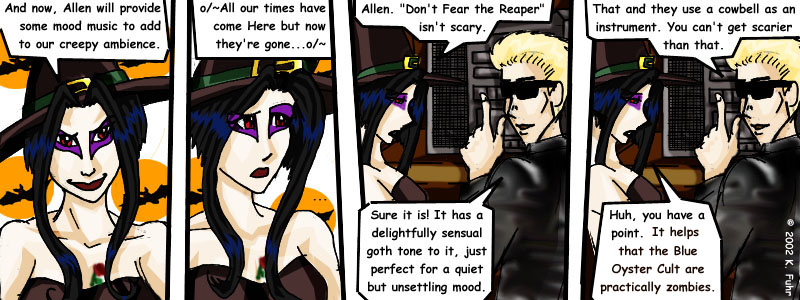 And now, Allen will provide
some mood music to add
to our creepy ambience.
o/~All our times have
come Here but now
they're gone...o/~
Allen. "Don't Fear the Reaper"
isn't scary.
...
Sure it is! It has a
delightfully sensual
goth tone to it, just
perfect for a quiet
but unsettling mood.
That and they use a cowbell as an
instrument. You can't get scarier
than that.
Huh, you have a
point. It helps
that the Blue
Oyster Cult are
practically zombies.
© 2002 K. Fuhr